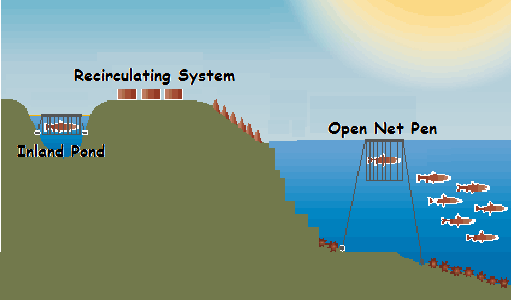 Recirculating System
Open Net Pen
Inland Pond